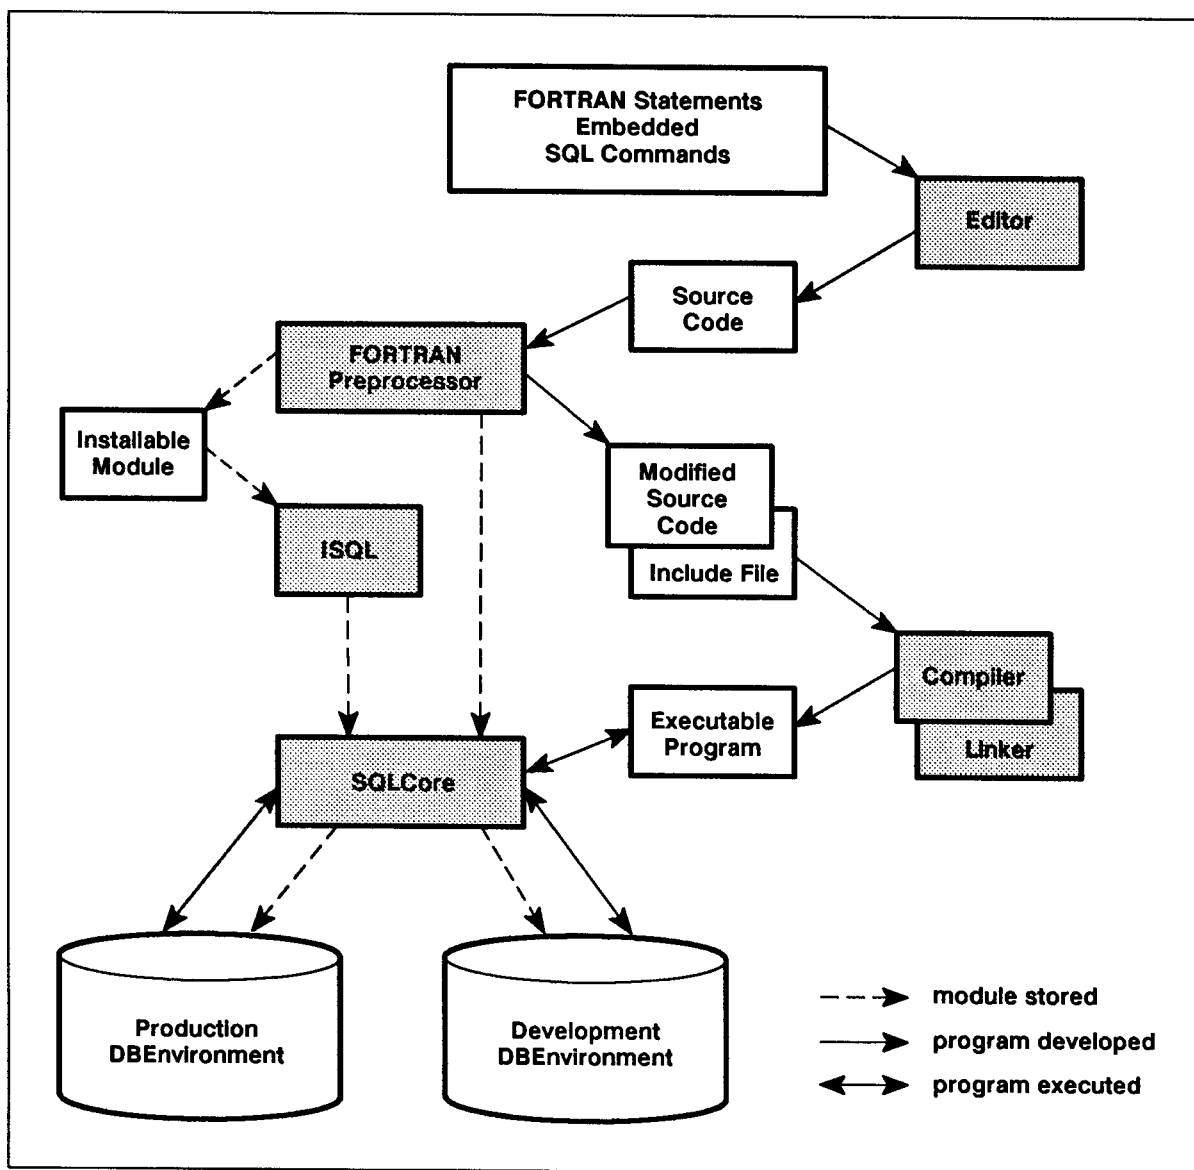 FORTRAN Statements
Embedded
SQL Commands
Editor
Source
Code
FORTRAN
Preprocessor
Installable
Module
Modified
Source
Code
Include File
ISQL
Compiler
Linker
Executable
Program
SQLCore
Production
DBEnvironment
Development
DBEnvironment
module stored
program developed
program executed